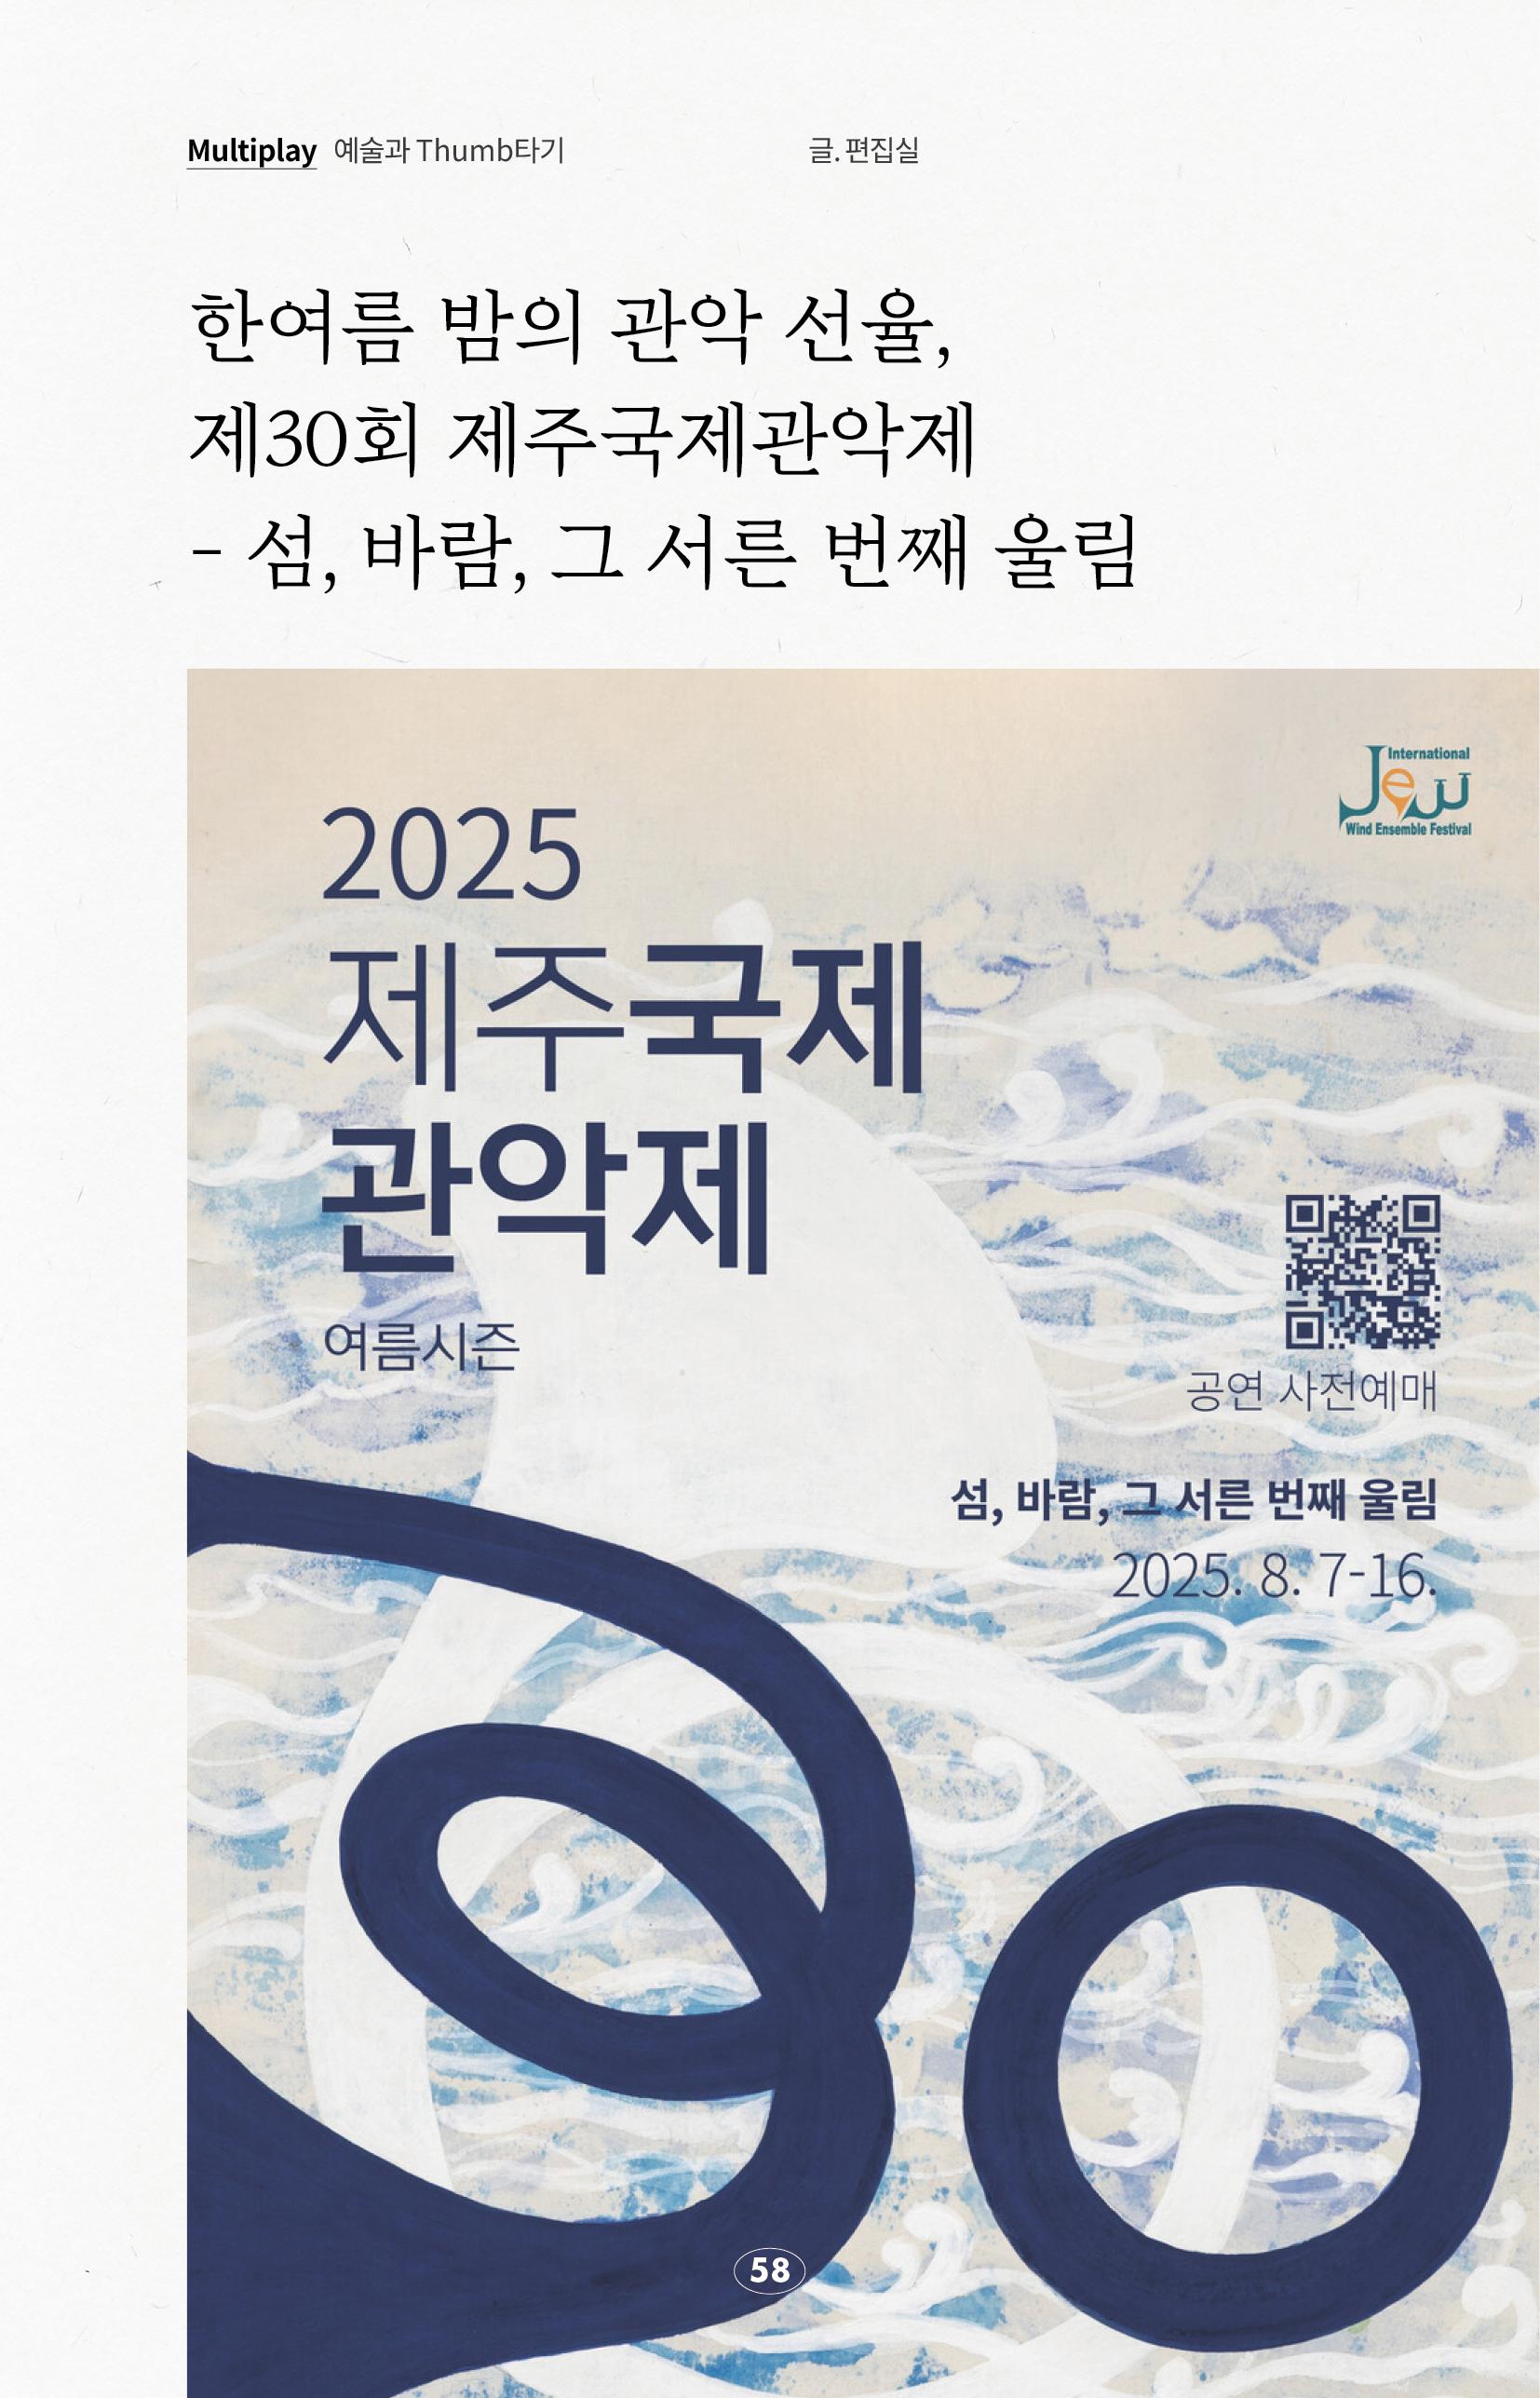 Multiplay 예술과 Thumb타기
글. 편집실
한여름 밤의 관악 선율,
제30회 제주국제관악제
- 섬, 바람, 그 서른 번째 울림
International
Jew
Wind Ensemble Festival
2025
제주국제
관악제
여름시즌
공연 사전예매
섬, 바람, 그 서른 번째 울림
2025. 8. 7-16.
30
58